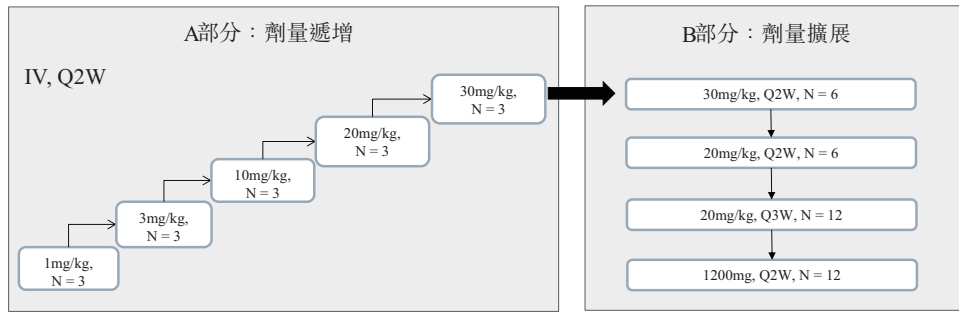 A部分：劑量遞增
IV, Q2W
1mg/kg,
N = 3
3mg/kg,
N = 3
10mg/kg,
N = 3
20mg/kg,
N = 3
30mg/kg,
N = 3
B部分：劑量擴展
30mg/kg, Q2W, N = 6
20mg/kg, Q2W, N = 6
20mg/kg, Q3W, N = 12
1200mg, Q2W, N = 12